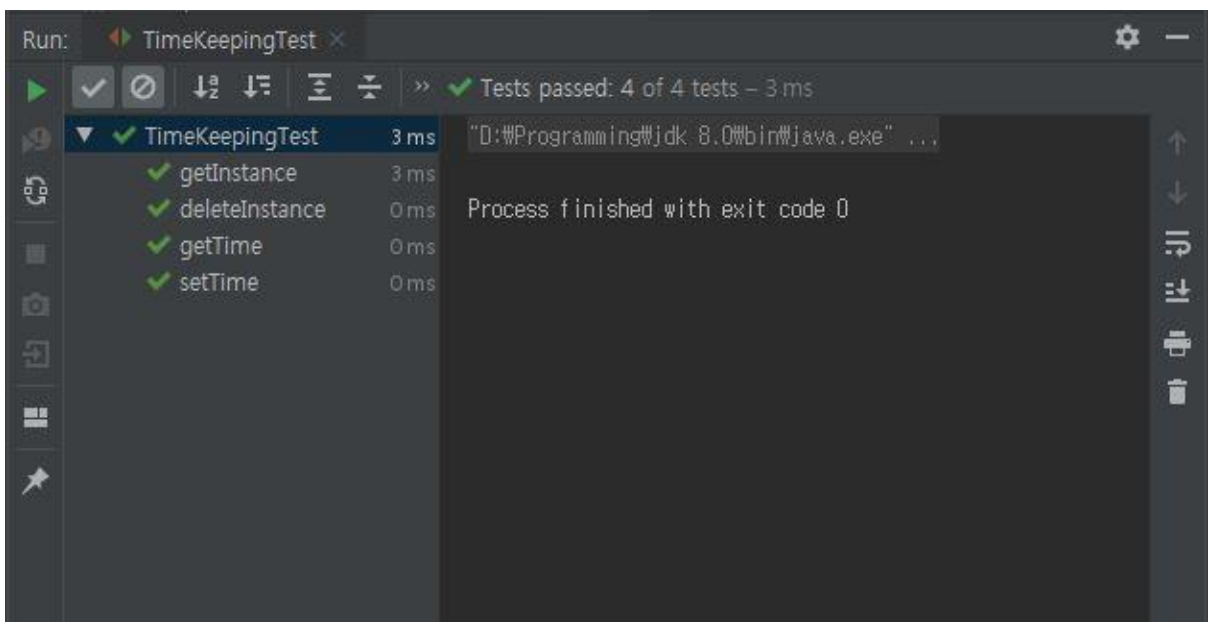 Run: TimeKeepingTest
Tests passed: 4 of 4 tests – 3 ms
TimeKeepingTest 3 ms
getInstance 3 ms
deleteInstance 0 ms
getTime 0 ms
setTime 0 ms
"D:₩Programming₩jdk 8.0₩bin₩java.exe" ...
Process finished with exit code 0